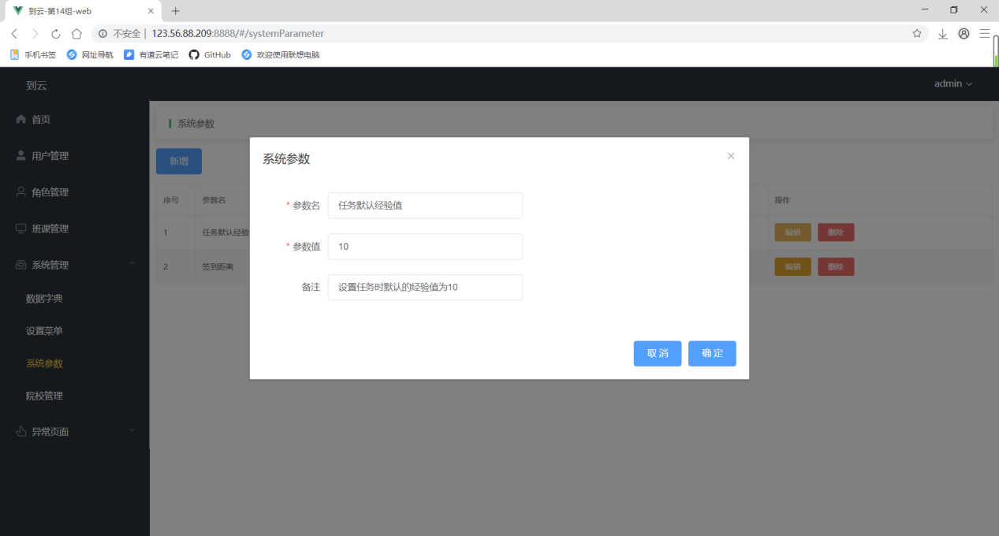 到云-第14组-web
不安全 | 123.56.88.209:8888/#/systemParameter
手机书签 网址导航 有道云笔记 GitHub 欢迎使用联想电脑
到云 admin
首页
用户管理
角色管理
班课管理
系统管理
数据字典
设置菜单
系统参数
院校管理
异常页面
系统参数
新增
序号 参数名 操作
1 任务默认经验 编辑 删除
2 签到距离 编辑 删除
系统参数
* 参数名 任务默认经验值
* 参数值 10
备注 设置任务时默认的经验值为10
取消 确定